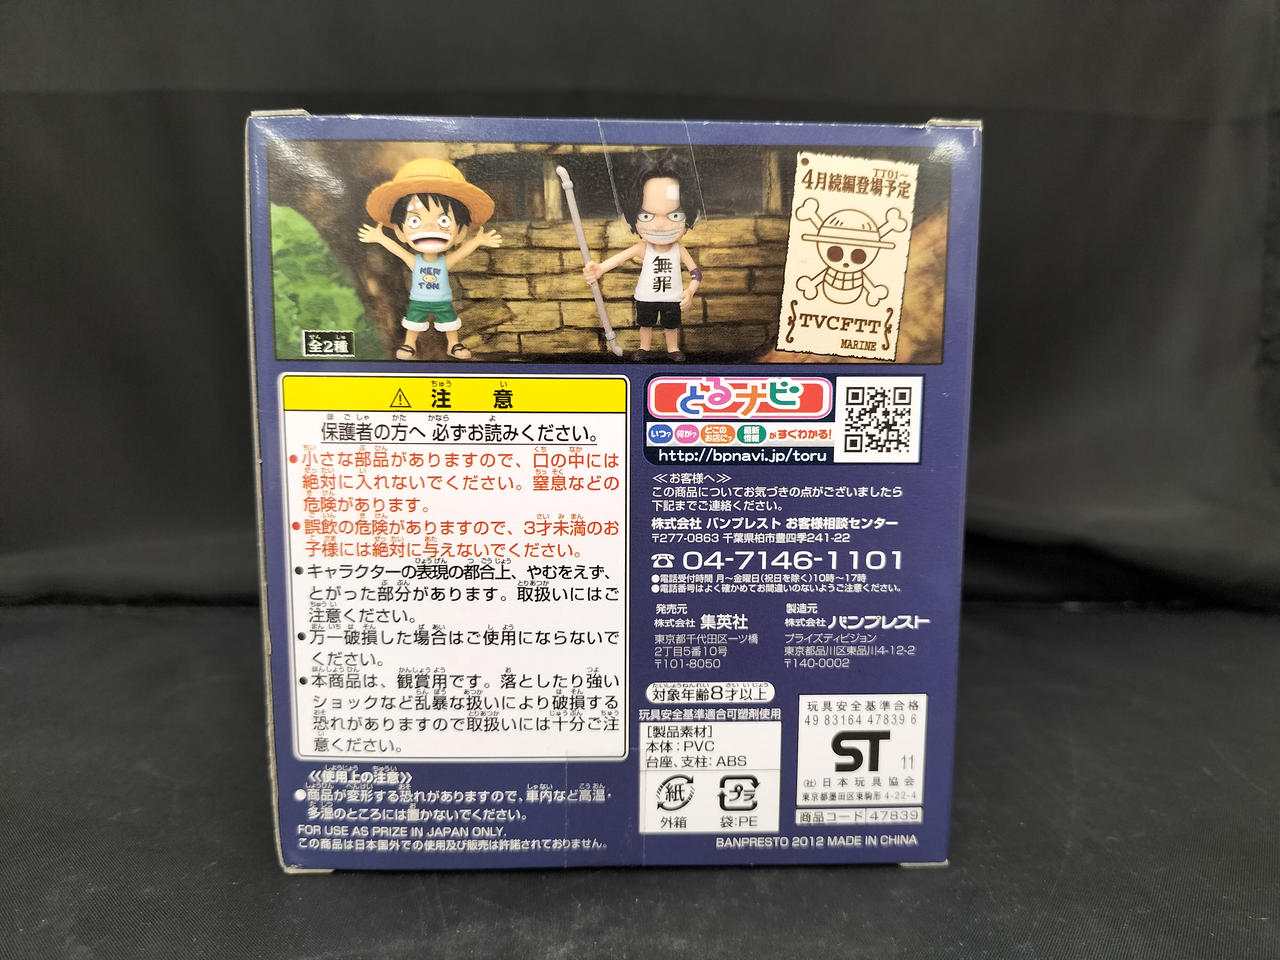 TT01～
4月続編登場予定
TVCFTT
MARINE
NEW
TON
無
罪
全2種
⚠ 注意
保護者の方へ 必ずお読みください。
●小さな部品がありますので、口の中には
絶対に入れないでください。窒息などの
危険があります。
●誤飲の危険がありますので、3才未満のお
子様には絶対に与えないでください。
●キャラクターの表現の都合上、やむをえず、
とがった部分があります。取扱いにはご
注意ください。
●万一破損した場合はご使用にならないで
ください。
●本商品は、観賞用です。落としたり強い
ショックなど乱暴な扱いにより破損する
恐れがありますので取扱いには十分ご注
意ください。
≪使用上の注意≫
●商品が変形する恐れがありますので、車内など高温・
多湿のところには置かないでください。
FOR USE AS PRIZE IN JAPAN ONLY.
この商品は日本国外での使用及び販売は許諾されておりません。
とるナビ
いつ? 何が? どこのお店に? 最新情報 がすぐわかる!
http://bpnavi.jp/toru
≪お客様へ≫
この商品についてお気づきの点がございましたら
下記までご連絡ください。
株式会社 バンプレスト お客様相談センター
〒277-0863 千葉県柏市豊四季241-22
☎ 04-7146-1101
●電話受付時間 月～金曜日(祝日を除く)10時～17時
●電話番号はよく確かめてお間違いのないようご注意ください。
発売元
株式会社 集英社
東京都千代田区一ツ橋
2丁目5番10号
〒101-8050
製造元
株式会社 バンプレスト
プライズディビジョン
東京都品川区東品川4-12-2
〒140-0002
対象年齢8才以上
玩具安全基準適合可塑剤使用
[製品素材]
本体：PVC
台座、支柱：ABS
紙
外箱
プラ
袋:PE
玩具安全基準合格
49 83164 47839 6
ST 11
(社)日本玩具協会
東京都墨田区東駒形 4-22-4
商品コード 47839
BANPRESTO 2012 MADE IN CHINA